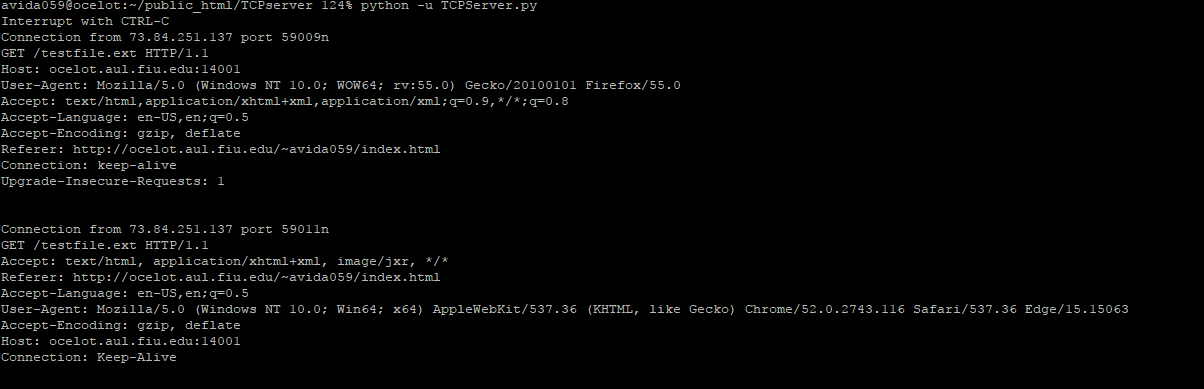 avida059@ocelot:~/public_html/TCPserver 124% python -u TCPServer.py
Interrupt with CTRL-C
Connection from 73.84.251.137 port 59009n
GET /testfile.ext HTTP/1.1
Host: ocelot.aul.fiu.edu:14001
User-Agent: Mozilla/5.0 (Windows NT 10.0; WOW64; rv:55.0) Gecko/20100101 Firefox/55.0
Accept: text/html,application/xhtml+xml,application/xml;q=0.9,*/*;q=0.8
Accept-Language: en-US,en;q=0.5
Accept-Encoding: gzip, deflate
Referer: http://ocelot.aul.fiu.edu/~avida059/index.html
Connection: keep-alive
Upgrade-Insecure-Requests: 1
Connection from 73.84.251.137 port 59011n
GET /testfile.ext HTTP/1.1
Accept: text/html, application/xhtml+xml, image/jxr, */*
Referer: http://ocelot.aul.fiu.edu/~avida059/index.html
Accept-Language: en-US,en;q=0.5
User-Agent: Mozilla/5.0 (Windows NT 10.0; Win64; x64) AppleWebKit/537.36 (KHTML, like Gecko) Chrome/52.0.2743.116 Safari/537.36 Edge/15.15063
Accept-Encoding: gzip, deflate
Host: ocelot.aul.fiu.edu:14001
Connection: Keep-Alive